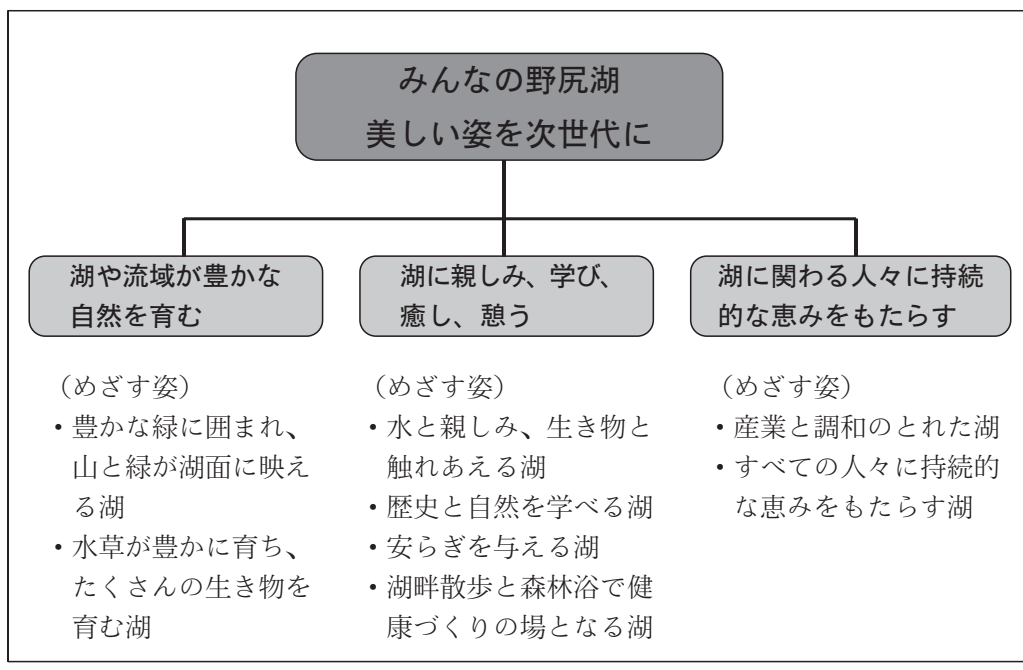 みんなの野尻湖
美しい姿を次世代に
湖や流域が豊かな
自然を育む
(めざす姿)
・豊かな緑に囲まれ、
山と緑が湖面に映え
る湖
・水草が豊かに育ち、
たくさんの生き物を
育む湖
湖に親しみ、学び、
癒し、憩う
(めざす姿)
・水と親しみ、生き物と
触れあえる湖
・歴史と自然を学べる湖
・安らぎを与える湖
・湖畔散歩と森林浴で健
康づくりの場となる湖
湖に関わる人々に持続
的な恵みをもたらす
(めざす姿)
・産業と調和のとれた湖
・すべての人々に持続的
な恵みをもたらす湖